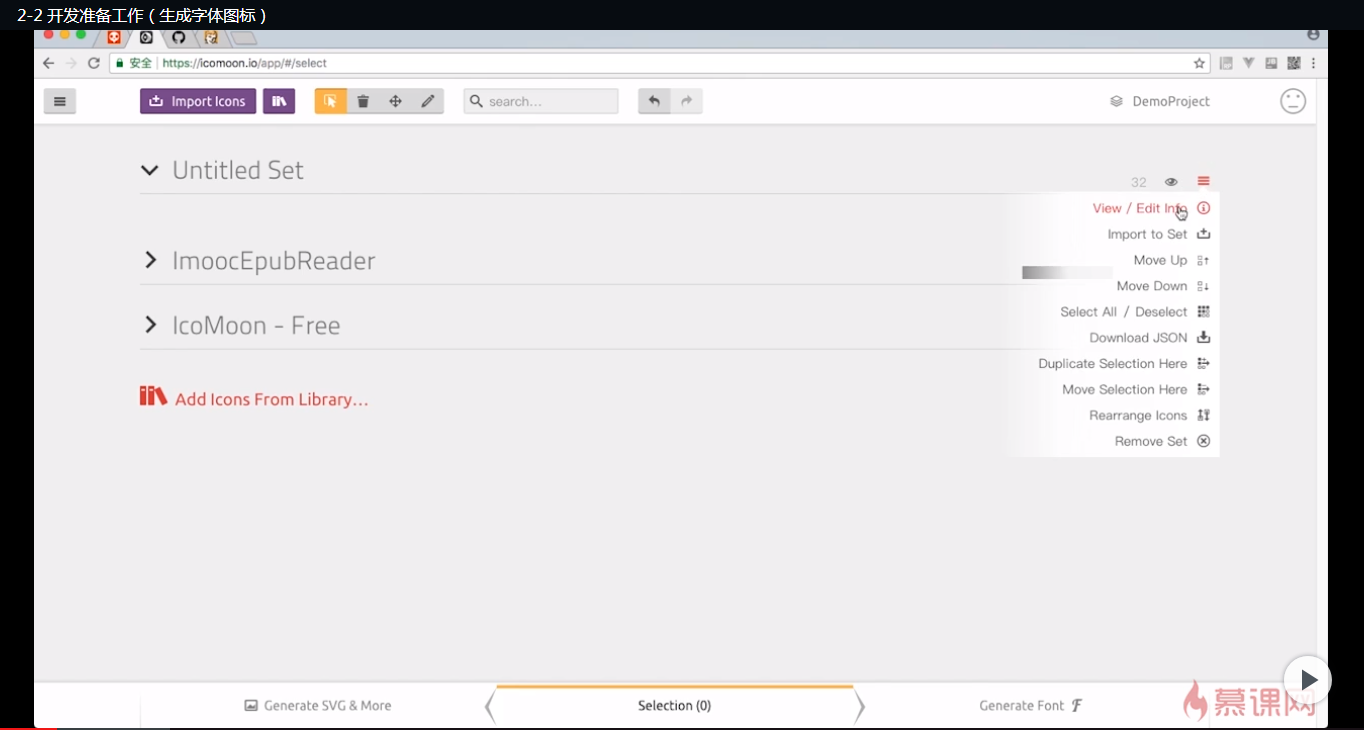 2-2 开发准备工作 ( 生成字体图标 )
安全 https://icomoon.io/app/#/select
Import Icons
search...
DemoProject
Untitled Set
32
View / Edit Info
Import to Set
Move Up
Move Down
Select All / Deselect
Download JSON
Duplicate Selection Here
Move Selection Here
Rearrange Icons
Remove Set
ImoocEpubReader
IcoMoon - Free
Add Icons From Library...
Generate SVG & More
Selection (0)
Generate Font
慕课网